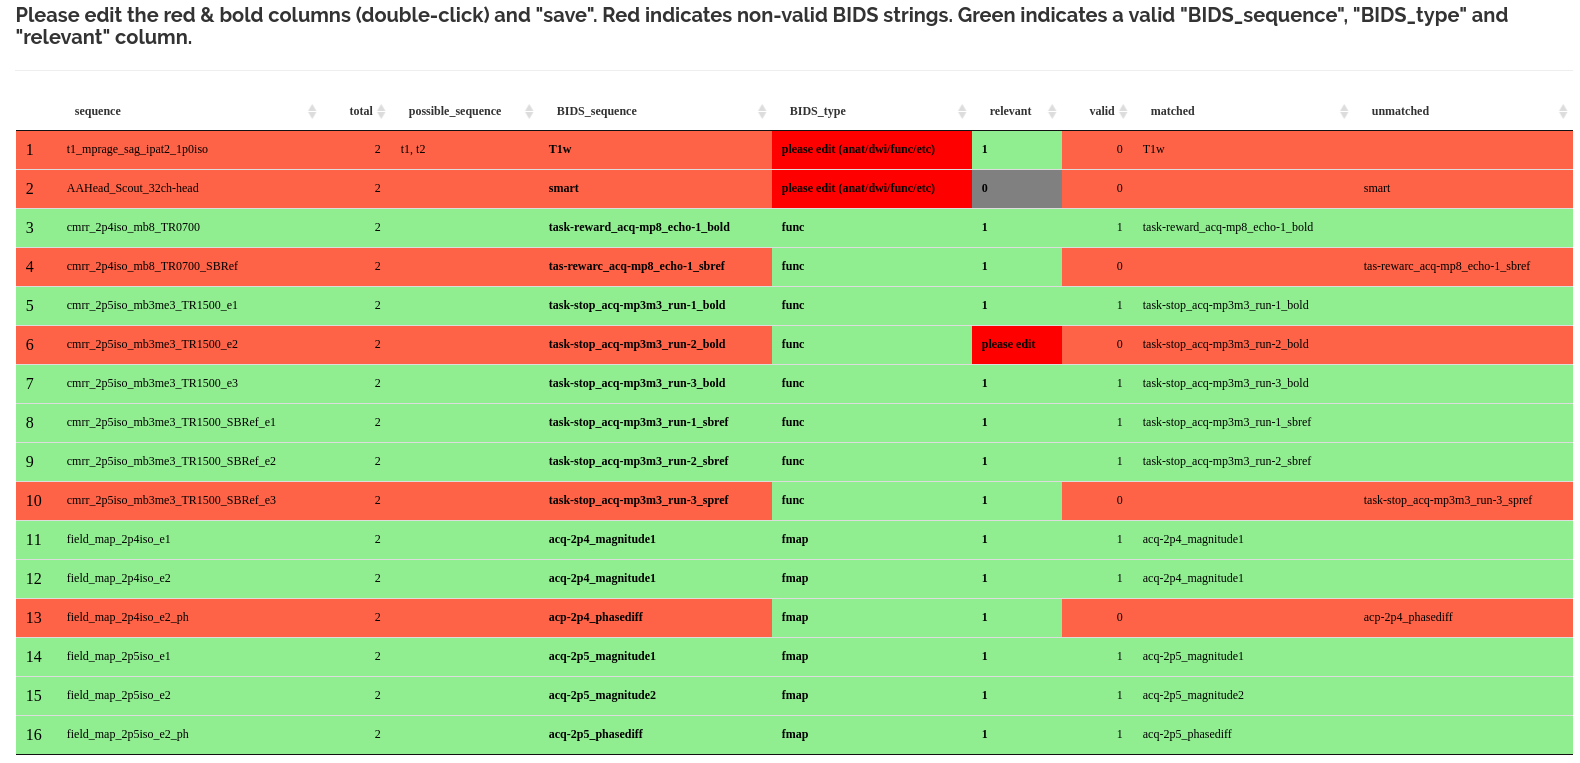 Please edit the red & bold columns (double-click) and "save". Red indicates non-valid BIDS strings. Green indicates a valid "BIDS_sequence", "BIDS_type" and
"relevant" column.
sequence total possible_sequence BIDS_sequence BIDS_type relevant valid matched unmatched
1 t1_mprage_sag_ipat2_1p0iso 2 t1, t2 T1w please edit (anat/dwi/func/etc) 1 0 T1w
2 AAHead_Scout_32ch-head 2 smart please edit (anat/dwi/func/etc) 0 0 smart
3 cmrr_2p4iso_mb8_TR0700 2 task-reward_acq-mp8_echo-1_bold func 1 1 task-reward_acq-mp8_echo-1_bold
4 cmrr_2p4iso_mb8_TR0700_SBRef 2 tas-rewarc_acq-mp8_echo-1_sbref func 1 0 tas-rewarc_acq-mp8_echo-1_sbref
5 cmrr_2p5iso_mb3me3_TR1500_e1 2 task-stop_acq-mp3m3_run-1_bold func 1 1 task-stop_acq-mp3m3_run-1_bold
6 cmrr_2p5iso_mb3me3_TR1500_e2 2 task-stop_acq-mp3m3_run-2_bold func please edit 0 task-stop_acq-mp3m3_run-2_bold
7 cmrr_2p5iso_mb3me3_TR1500_e3 2 task-stop_acq-mp3m3_run-3_bold func 1 1 task-stop_acq-mp3m3_run-3_bold
8 cmrr_2p5iso_mb3me3_TR1500_SBRef_e1 2 task-stop_acq-mp3m3_run-1_sbref func 1 1 task-stop_acq-mp3m3_run-1_sbref
9 cmrr_2p5iso_mb3me3_TR1500_SBRef_e2 2 task-stop_acq-mp3m3_run-2_sbref func 1 1 task-stop_acq-mp3m3_run-2_sbref
10 cmrr_2p5iso_mb3me3_TR1500_SBRef_e3 2 task-stop_acq-mp3m3_run-3_spref func 1 0 task-stop_acq-mp3m3_run-3_spref
11 field_map_2p4iso_e1 2 acq-2p4_magnitude1 fmap 1 1 acq-2p4_magnitude1
12 field_map_2p4iso_e2 2 acq-2p4_magnitude1 fmap 1 1 acq-2p4_magnitude1
13 field_map_2p4iso_e2_ph 2 acp-2p4_phasediff fmap 1 0 acp-2p4_phasediff
14 field_map_2p5iso_e1 2 acq-2p5_magnitude1 fmap 1 1 acq-2p5_magnitude1
15 field_map_2p5iso_e2 2 acq-2p5_magnitude2 fmap 1 1 acq-2p5_magnitude2
16 field_map_2p5iso_e2_ph 2 acq-2p5_phasediff fmap 1 1 acq-2p5_phasediff